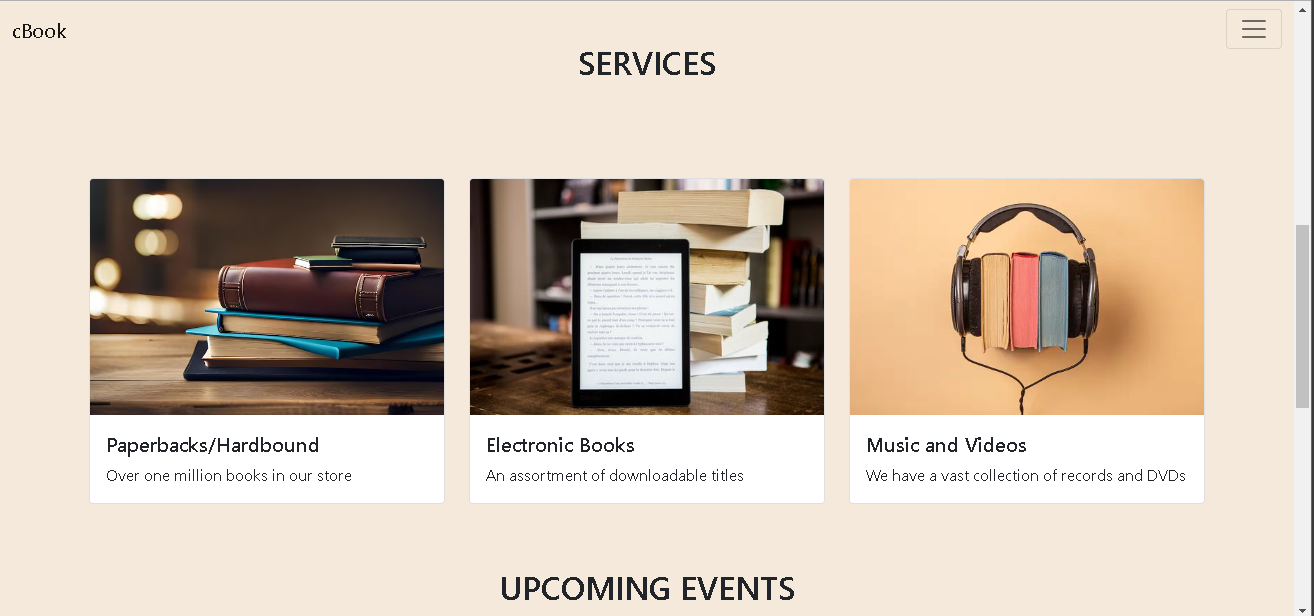 cBook
SERVICES
Paperbacks/Hardbound
Over one million books in our store
Electronic Books
An assortment of downloadable titles
Music and Videos
We have a vast collection of records and DVDs
UPCOMING EVENTS